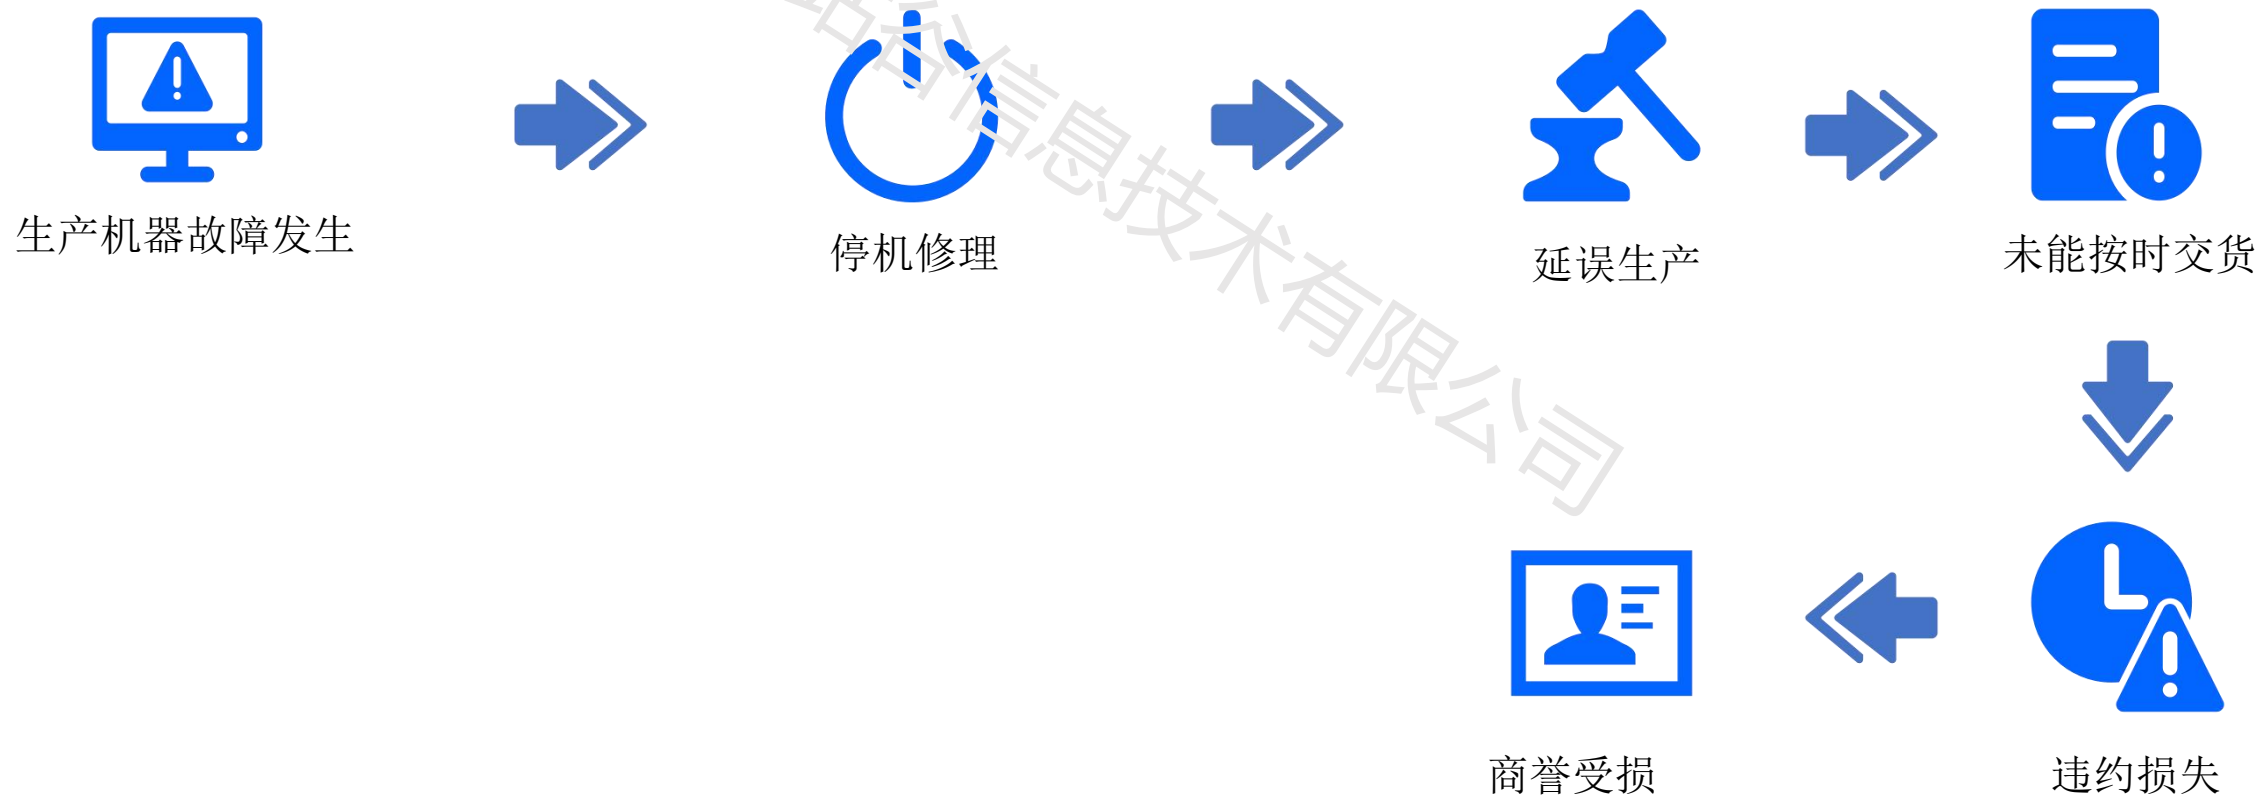 生产机器故障发生
停机修理
延误生产
未能按时交货
商誉受损
违约损失
谷信息技术有限公司